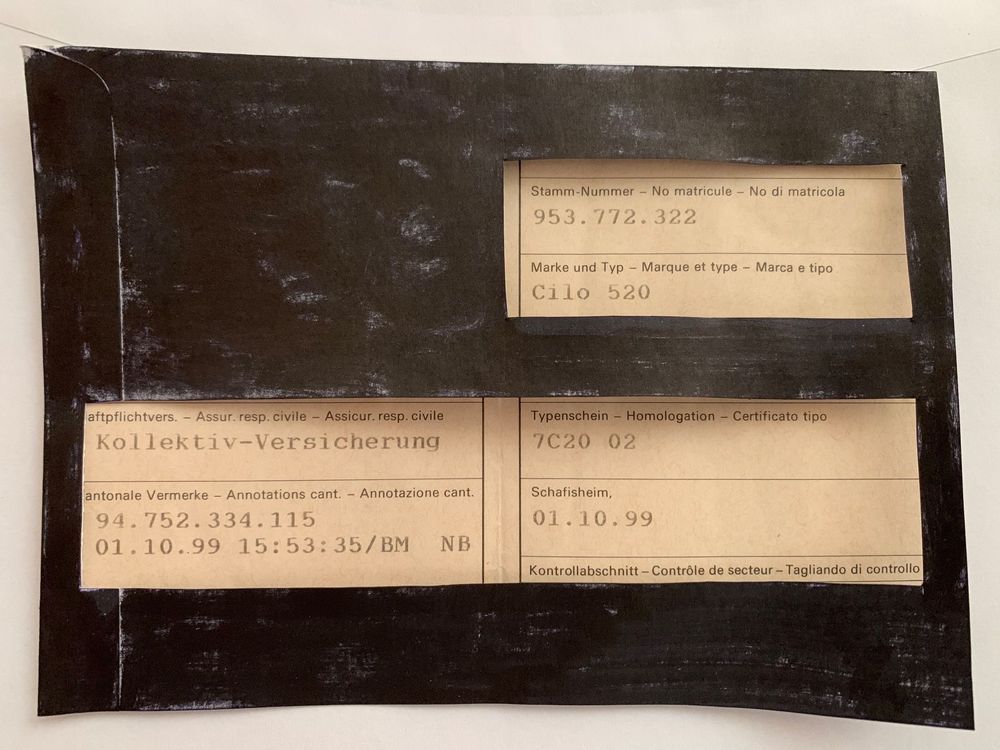 Stamm-Nummer – No matricule – No di matricola
953.772.322
Marke und Typ – Marque et type – Marca e tipo
Cilo 520
aftpflichtvers. – Assur. resp. civile – Assicur. resp. civile
Kollektiv-Versicherung
antonale Vermerke – Annotations cant. – Annotazione cant.
94.752.334.115
01.10.99 15:53:35/BM NB
Typenschein – Homologation – Certificato tipo
7C20 02
Schafisheim,
01.10.99
Kontrollabschnitt – Contrôle de secteur – Tagliando di controllo